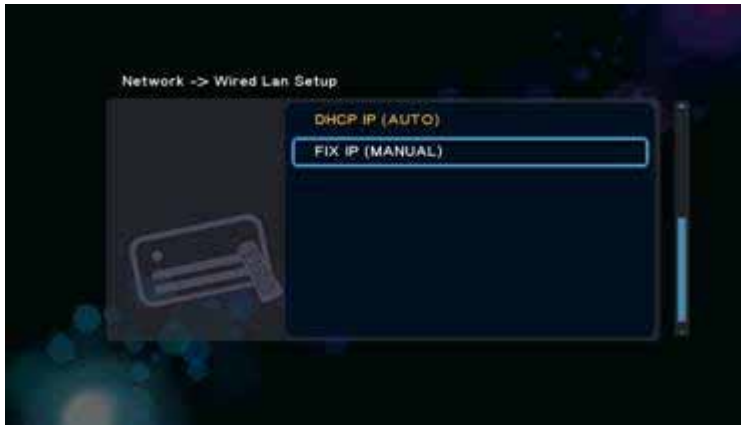 Network -> Wired Lan Setup
DHCP IP (AUTO)
FIX IP (MANUAL)